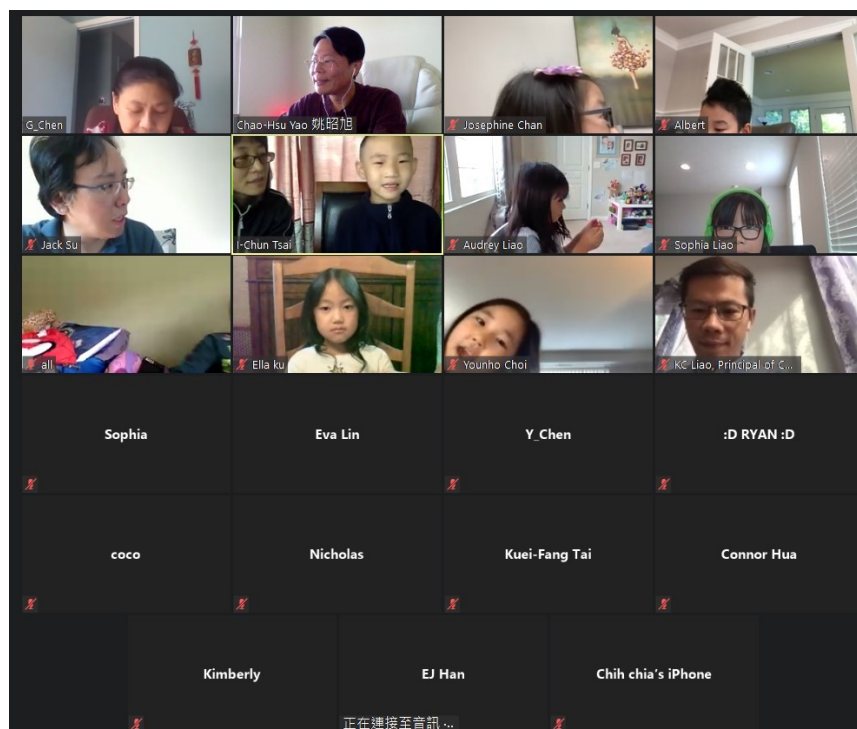 G_Chen
Chao-Hsu Yao 姚昭旭
Josephine Chan
Albert
Jack Su
I-Chun Tsai
Audrey Liao
Sophia Liao
all
Ella ku
Younho Choi
KC Liao, Principal of C...
Sophia
Eva Lin
Y_Chen
:D RYAN :D
coco
Nicholas
Kuei-Fang Tai
Connor Hua
Kimberly
EJ Han
Chih chia's iPhone
正在連接至音訊 ...